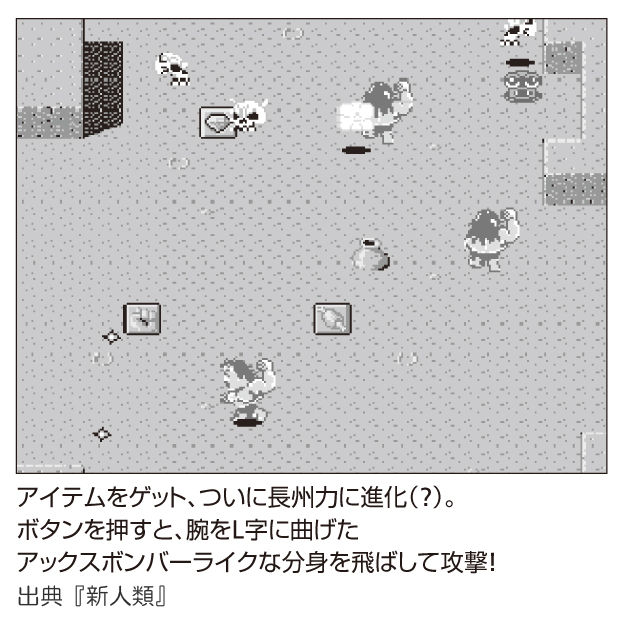 アイテムをゲット、ついに長州力に進化（？）。
ボタンを押すと、腕をL字に曲げた
アックスボンバーライクな分身を飛ばして攻撃！
出典『新人類』